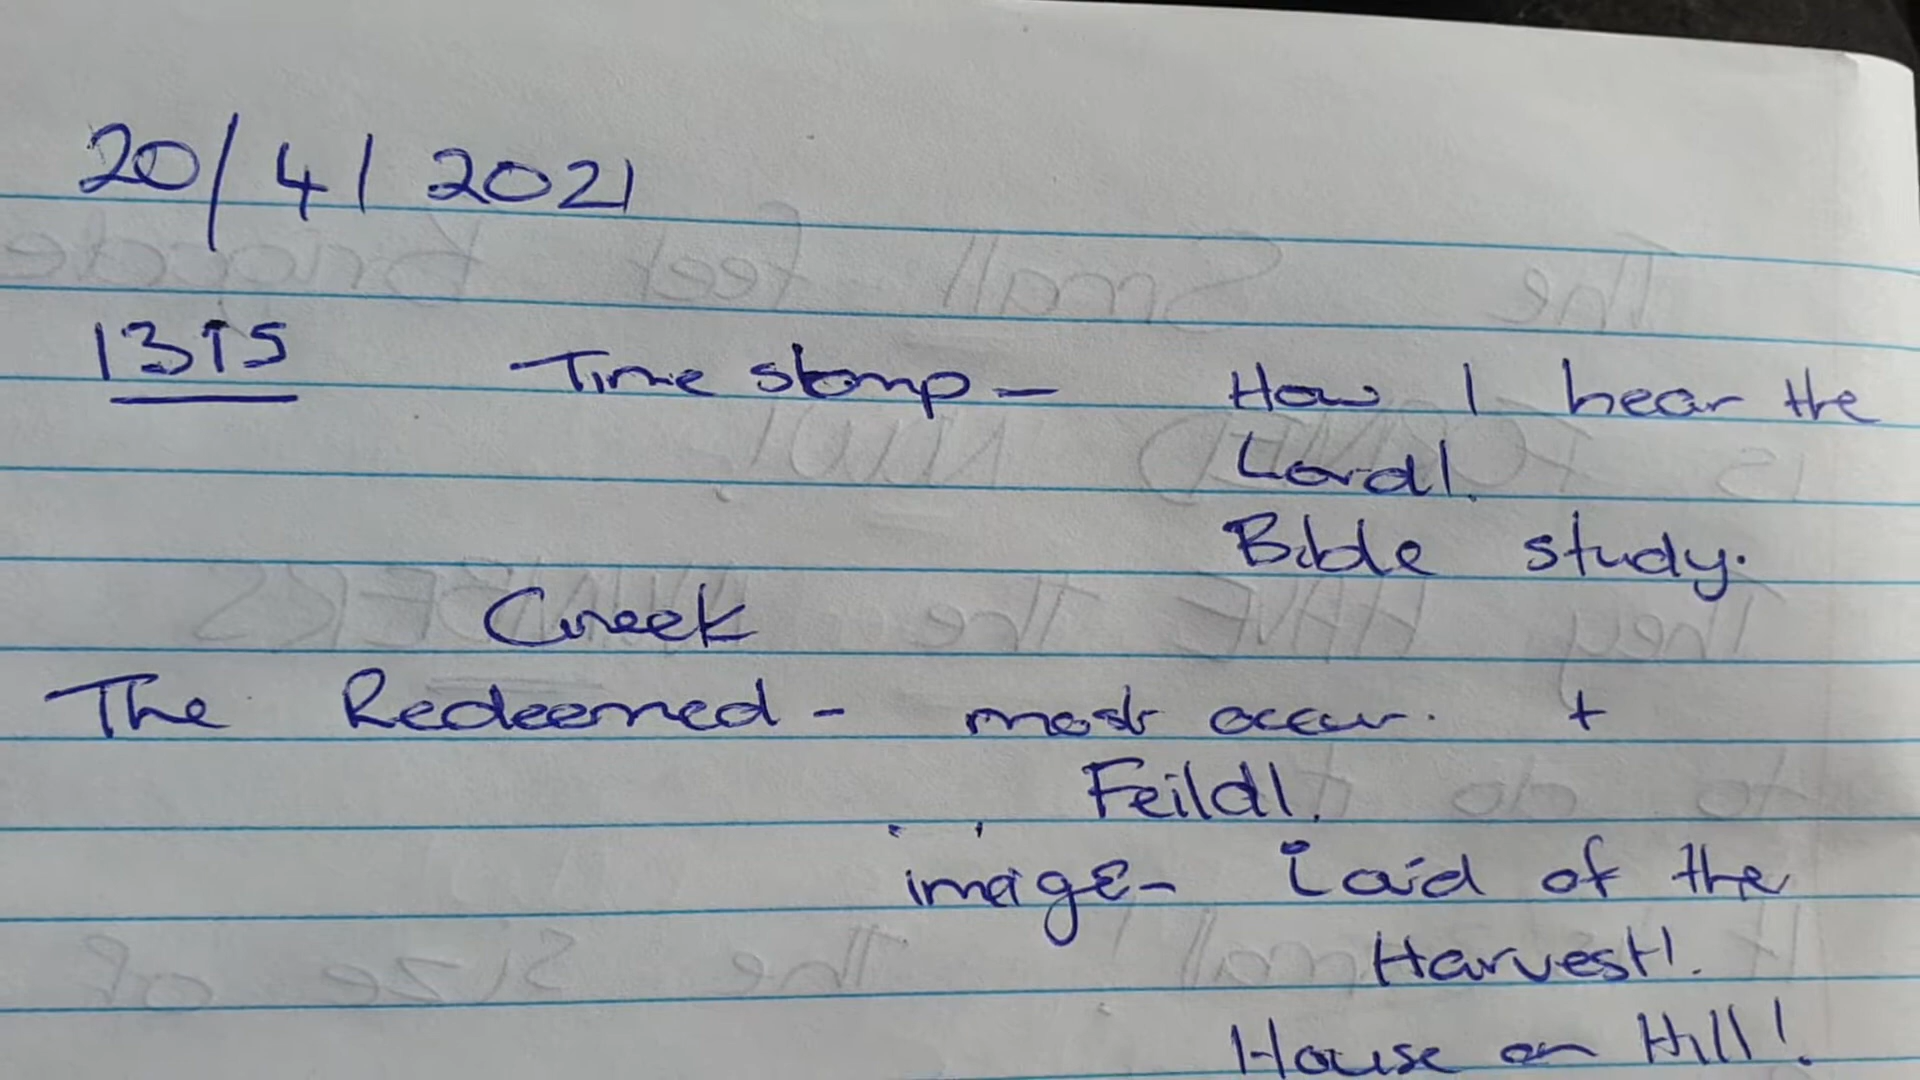 20/4/2021
1315 Time stamp - How I hear the
Lord!.
Bible study.
Creek
The Redeemed - most occur. +
Feild!.
image - of the
Harvest!.
House on Hill!.